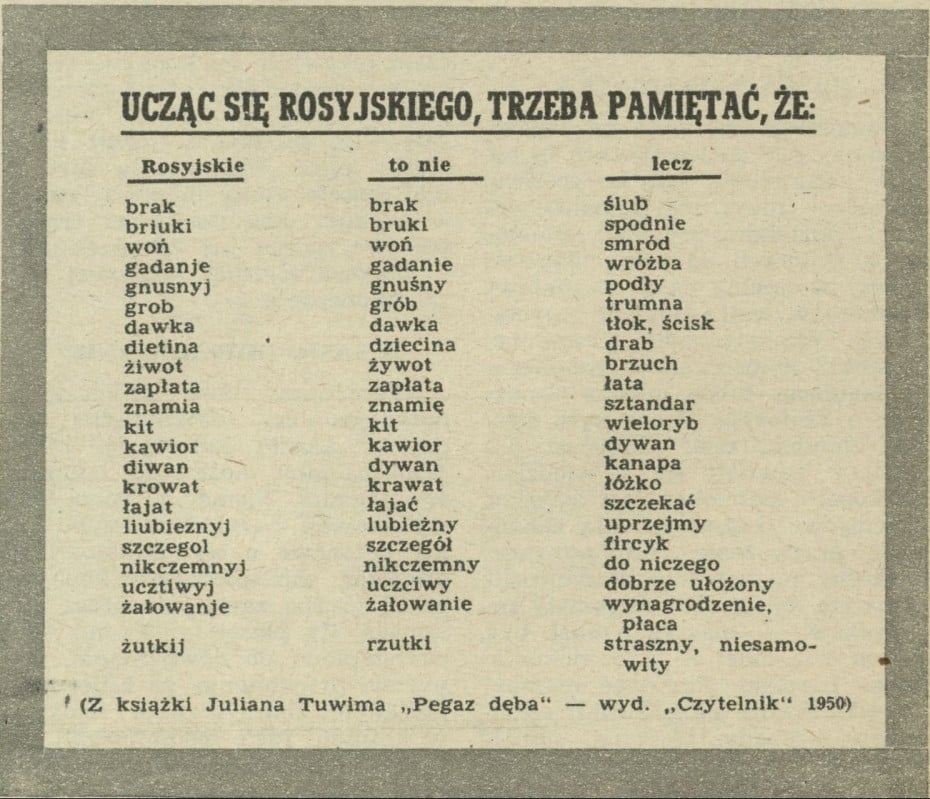 UCZĄC SIĘ ROSYJSKIEGO, TRZEBA PAMIĘTAĆ, ŻE:
Rosyjskie to nie lecz
brak brak ślub
briuki bruki spodnie
woń woń smród
gadanje gadanie wróżba
gnusnyj gnuśny podły
grob grób trumna
dawka dawka tłok, ścisk
dietina dziecina drab
żiwot żywot brzuch
zapłata zapłata łata
znamia znamię sztandar
kit kit wieloryb
kawior kawior dywan
diwan dywan kanapa
krowat krawat łóżko
łajat łajać szczekać
liubieznyj lubieżny uprzejmy
szczegol szczegół fircyk
nikczemnyj nikczemny do niczego
ucztiwyj uczciwy dobrze ułożony
żałowanje żałowanie wynagrodzenie,
płaca
żutkij rzutki straszny, niesamo-
wity
(Z książki Juliana Tuwima „Pegaz dęba“ — wyd. „Czytelnik“ 1950)